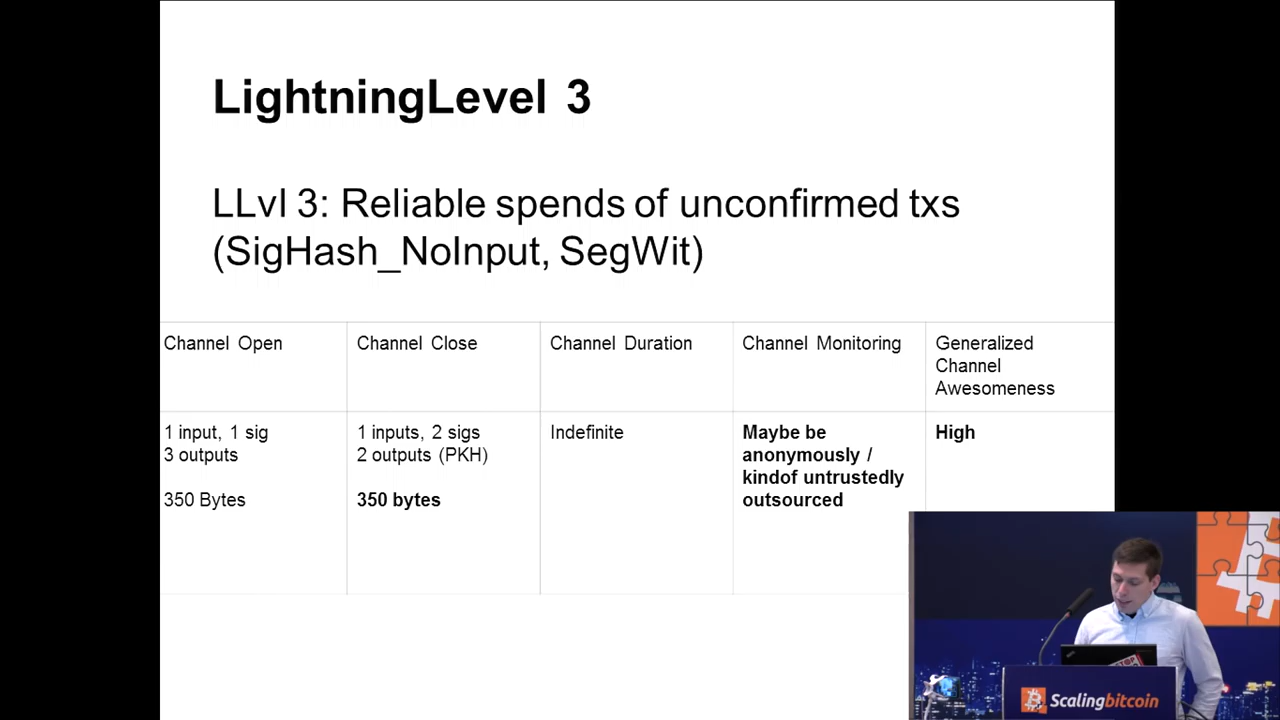 LightningLevel 3
LLvl 3: Reliable spends of unconfirmed txs
(SigHash_NoInput, SegWit)
Channel Open
Channel Close
Channel Duration
Channel Monitoring
Generalized
Channel
Awesomeness
1 input, 1 sig
3 outputs
350 Bytes
1 inputs, 2 sigs
2 outputs (PKH)
350 bytes
Indefinite
Maybe be
anonymously /
kindof untrustedly
outsourced
High
Scalingbitcoin